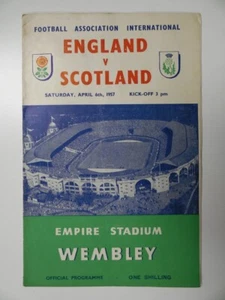 FOOTBALL ASSOCIATION INTERNATIONAL
ENGLAND
V
SCOTLAND
SATURDAY, APRIL 6th, 1957 KICK-OFF 3 pm
EMPIRE STADIUM
WEMBLEY
OFFICIAL PROGRAMME ONE SHILLING